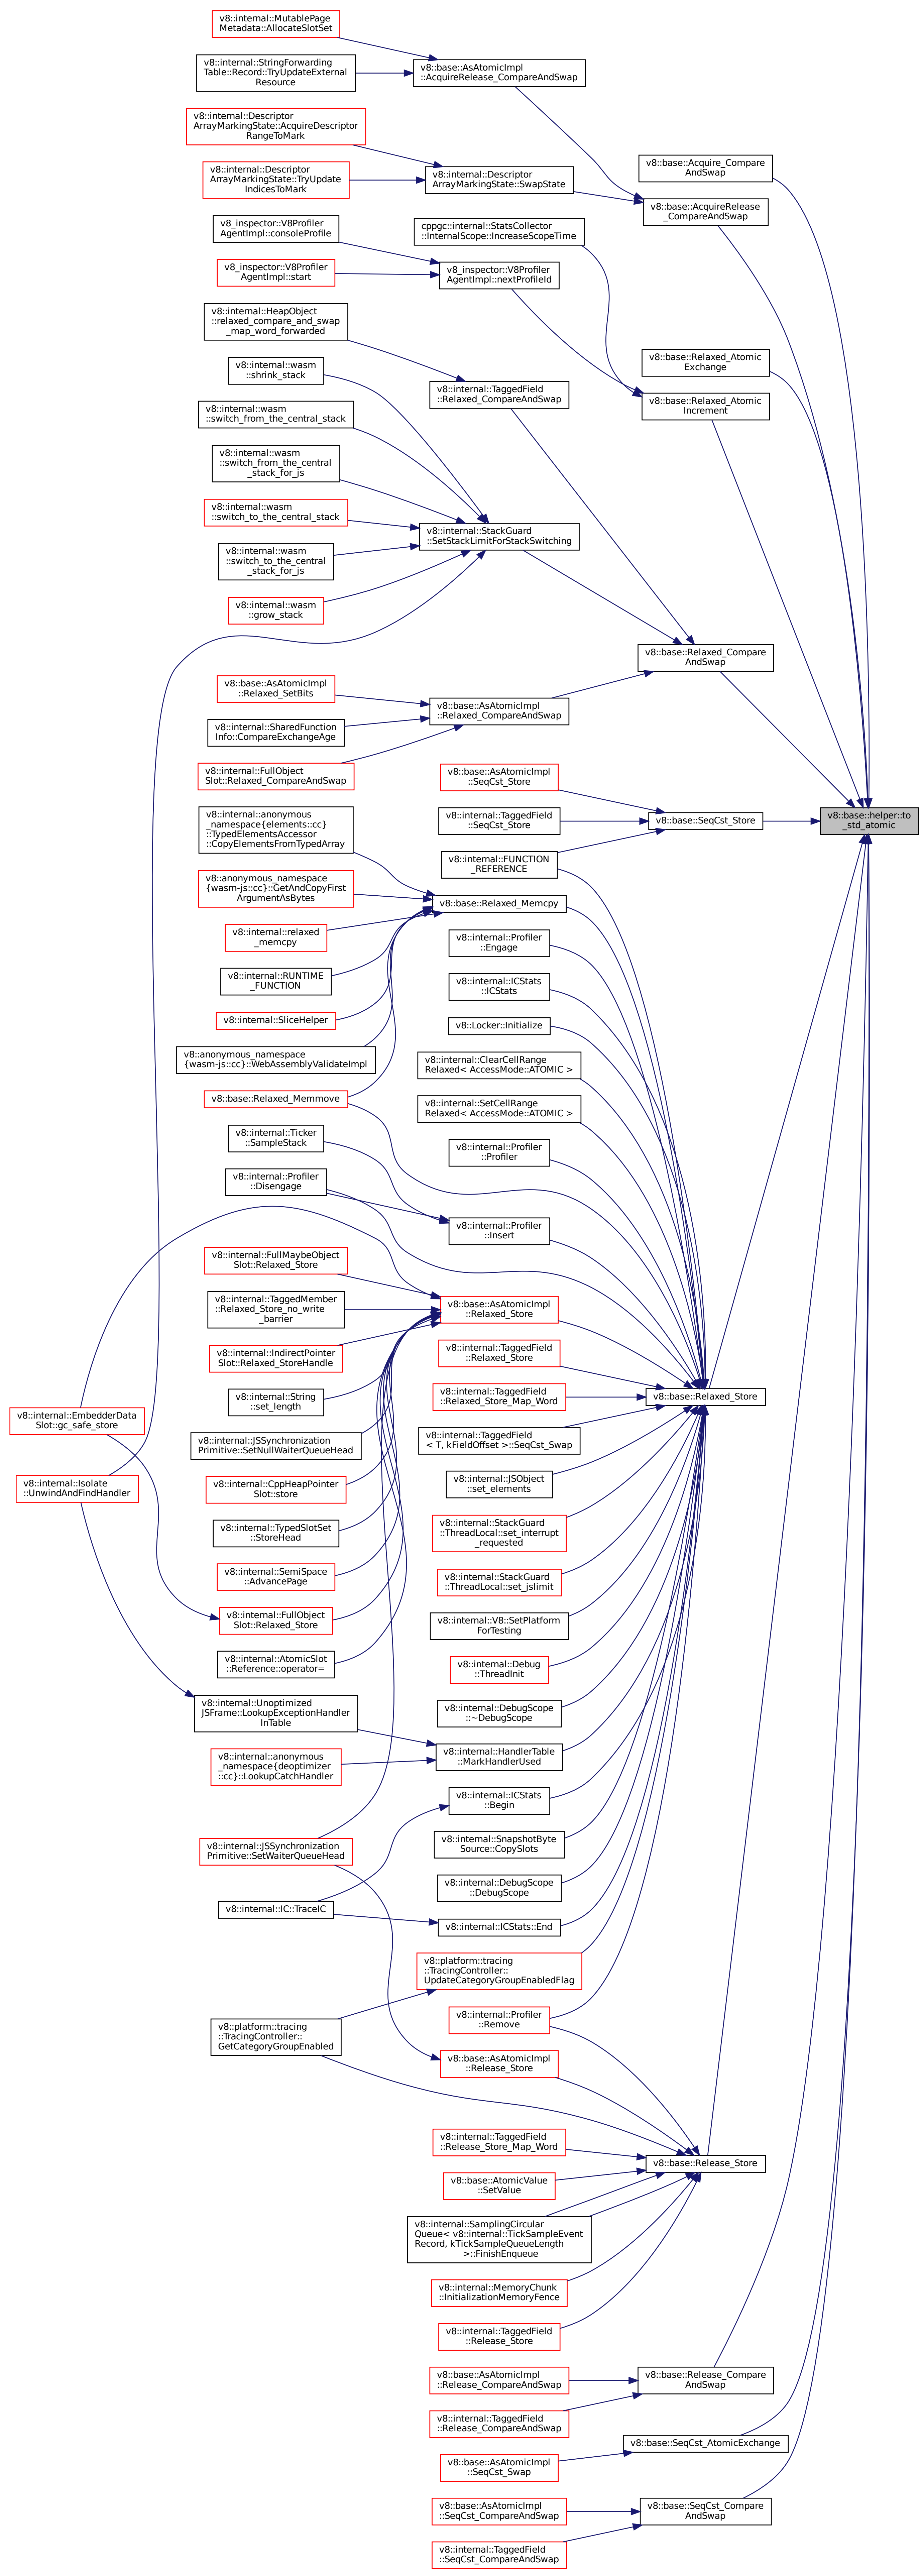 v8::internal::MutablePage
Metadata::AllocateSlotSet
v8::internal::StringForwarding
Table::Record::TryUpdateExternal
Resource
v8::base::AsAtomicImpl
::AcquireRelease_CompareAndSwap
v8::internal::Descriptor
ArrayMarkingState::AcquireDescriptor
RangeToMark
v8::internal::Descriptor
ArrayMarkingState::TryUpdate
IndicesToMark
v8::internal::Descriptor
ArrayMarkingState::SwapState
v8::base::Acquire_Compare
AndSwap
v8::base::AcquireRelease
_CompareAndSwap
v8_inspector::V8Profiler
AgentImpl::consoleProfile
cppgc::internal::StatsCollector
::InternalScope::IncreaseScopeTime
v8_inspector::V8Profiler
AgentImpl::start
v8_inspector::V8Profiler
AgentImpl::nextProfileId
v8::internal::HeapObject
::relaxed_compare_and_swap
_map_word_forwarded
v8::internal::wasm
::shrink_stack
v8::base::Relaxed_Atomic
Exchange
v8::internal::TaggedField
::Relaxed_CompareAndSwap
v8::base::Relaxed_Atomic
Increment
v8::internal::wasm
::switch_from_the_central_stack
v8::internal::wasm
::switch_from_the_central
_stack_for_js
v8::internal::wasm
::switch_to_the_central_stack
v8::internal::StackGuard
::SetStackLimitForStackSwitching
v8::internal::wasm
::switch_to_the_central
_stack_for_js
v8::internal::wasm
::grow_stack
v8::base::Relaxed_Compare
AndSwap
v8::base::AsAtomicImpl
::Relaxed_SetBits
v8::base::AsAtomicImpl
::Relaxed_CompareAndSwap
v8::internal::SharedFunction
Info::CompareExchangeAge
v8::internal::FullObject
Slot::Relaxed_CompareAndSwap
v8::base::AsAtomicImpl
::SeqCst_Store
v8::internal::TaggedField
::SeqCst_Store
v8::base::SeqCst_Store
v8::base::helper::to
_std_atomic
v8::internal::anonymous
_namespace{elements::cc}
::TypedElementsAccessor
::CopyElementsFromTypedArray
v8::internal::FUNCTION
_REFERENCE
v8::anonymous_namespace
{wasm-js::cc}::GetAndCopyFirst
ArgumentAsBytes
v8::base::Relaxed_Memcpy
v8::internal::relaxed
_memcpy
v8::internal::Profiler
::Engage
v8::internal::RUNTIME
_FUNCTION
v8::internal::ICStats
::ICStats
v8::internal::SliceHelper
v8::Locker::Initialize
v8::anonymous_namespace
{wasm-js::cc}::WebAssemblyValidateImpl
v8::internal::ClearCellRange
Relaxed< AccessMode::ATOMIC >
v8::base::Relaxed_Memmove
v8::internal::SetCellRange
Relaxed< AccessMode::ATOMIC >
v8::internal::Ticker
::SampleStack
v8::internal::Profiler
::Profiler
v8::internal::Profiler
::Disengage
v8::internal::Profiler
::Insert
v8::internal::FullMaybeObject
Slot::Relaxed_Store
v8::internal::TaggedMember
::Relaxed_Store_no_write
_barrier
v8::base::AsAtomicImpl
::Relaxed_Store
v8::internal::IndirectPointer
Slot::Relaxed_StoreHandle
v8::internal::TaggedField
::Relaxed_Store
v8::internal::String
::set_length
v8::internal::TaggedField
::Relaxed_Store_Map_Word
v8::base::Relaxed_Store
v8::internal::EmbedderData
Slot::gc_safe_store
v8::internal::JSSynchronization
Primitive::SetNullWaiterQueueHead
v8::internal::TaggedField
< T, kFieldOffset >::SeqCst_Swap
v8::internal::Isolate
::UnwindAndFindHandler
v8::internal::CppHeapPointer
Slot::store
v8::internal::JSObject
::set_elements
v8::internal::TypedSlotSet
::StoreHead
v8::internal::StackGuard
::ThreadLocal::set_interrupt
_requested
v8::internal::SemiSpace
::AdvancePage
v8::internal::StackGuard
::ThreadLocal::set_jslimit
v8::internal::FullObject
Slot::Relaxed_Store
v8::internal::V8::SetPlatform
ForTesting
v8::internal::AtomicSlot
::Reference::operator=
v8::internal::Debug
::ThreadInit
v8::internal::Unoptimized
JSFrame::LookupExceptionHandler
InTable
v8::internal::DebugScope
::~DebugScope
v8::internal::anonymous
_namespace{deoptimizer
::cc}::LookupCatchHandler
v8::internal::HandlerTable
::MarkHandlerUsed
v8::internal::ICStats
::Begin
v8::internal::JSSynchronization
Primitive::SetWaiterQueueHead
v8::internal::SnapshotByte
Source::CopySlots
v8::internal::DebugScope
::DebugScope
v8::internal::IC::TraceIC
v8::internal::ICStats::End
v8::platform::tracing
::TracingController::
UpdateCategoryGroupEnabledFlag
v8::platform::tracing
::TracingController::
GetCategoryGroupEnabled
v8::internal::Profiler
::Remove
v8::base::AsAtomicImpl
::Release_Store
v8::internal::TaggedField
::Release_Store_Map_Word
v8::base::Release_Store
v8::base::AtomicValue
::SetValue
v8::internal::SamplingCircular
Queue< v8::internal::TickSampleEvent
Record, kTickSampleQueueLength
>::FinishEnqueue
v8::internal::MemoryChunk
::InitializationMemoryFence
v8::internal::TaggedField
::Release_Store
v8::base::AsAtomicImpl
::Release_CompareAndSwap
v8::base::Release_Compare
AndSwap
v8::internal::TaggedField
::Release_CompareAndSwap
v8::base::SeqCst_AtomicExchange
v8::base::AsAtomicImpl
::SeqCst_Swap
v8::base::AsAtomicImpl
::SeqCst_CompareAndSwap
v8::base::SeqCst_Compare
AndSwap
v8::internal::TaggedField
::SeqCst_CompareAndSwap